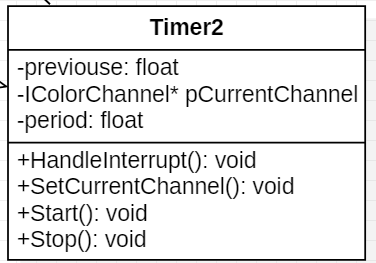 Timer2
-previouse: float
-IColorChannel* pCurrentChannel
-period: float
+HandleInterrupt(): void
+SetCurrentChannel(): void
+Start(): void
+Stop(): void